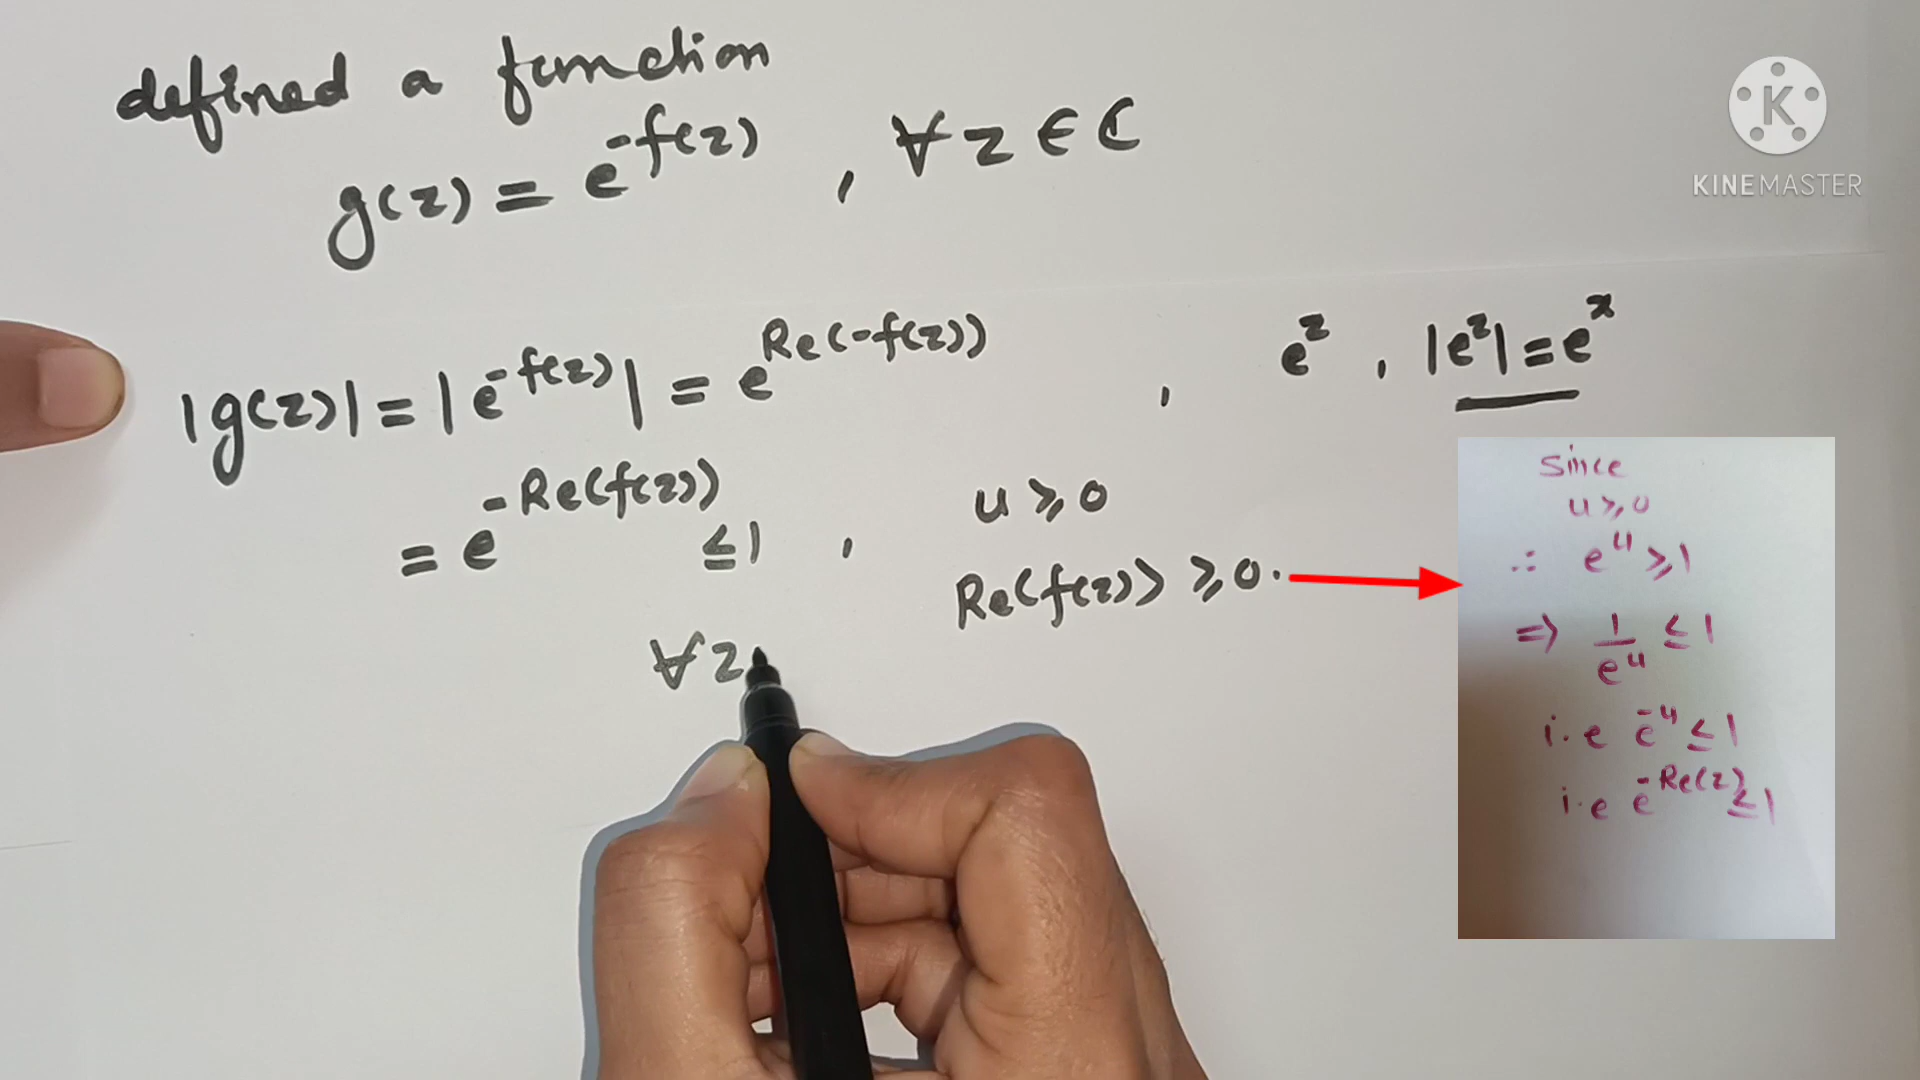 defined a function
g(z) = e^{-f(z)} , ∀ z ∈ ℂ
KINEMASTER
|g(z)| = |e^{-f(z)}| = e^{Re(-f(z))} , e^z , |e^z| = e^x
= e^{-Re(f(z))} ≤ 1 , u ≥ 0
Re(f(z)) ≥ 0.
∀ z
Since
u ≥ 0
∴ e^u ≥ 1
⇒ 1/e^u ≤ 1
i.e e^{-u} ≤ 1
i.e e^{-Re(z)} ≤ 1